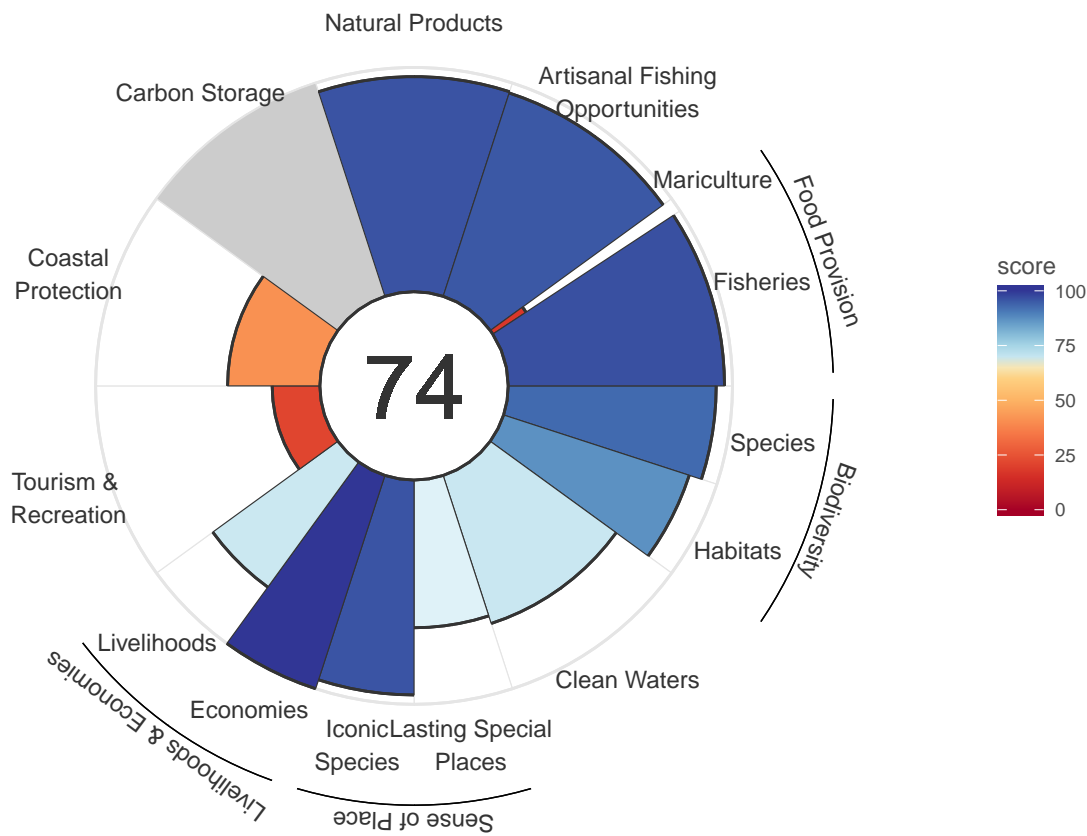 Natural Products
Carbon Storage
Artisanal Fishing
Opportunities
Mariculture
Food Provision
Fisheries
Coastal
Protection
74
score
100
75
50
25
0
Species
Biodiversity
Habitats
Tourism &
Recreation
Clean Waters
Livelihoods
Livelihoods & Economies
Economies
Iconic
Species
Lasting Special
Places
Sense of Place